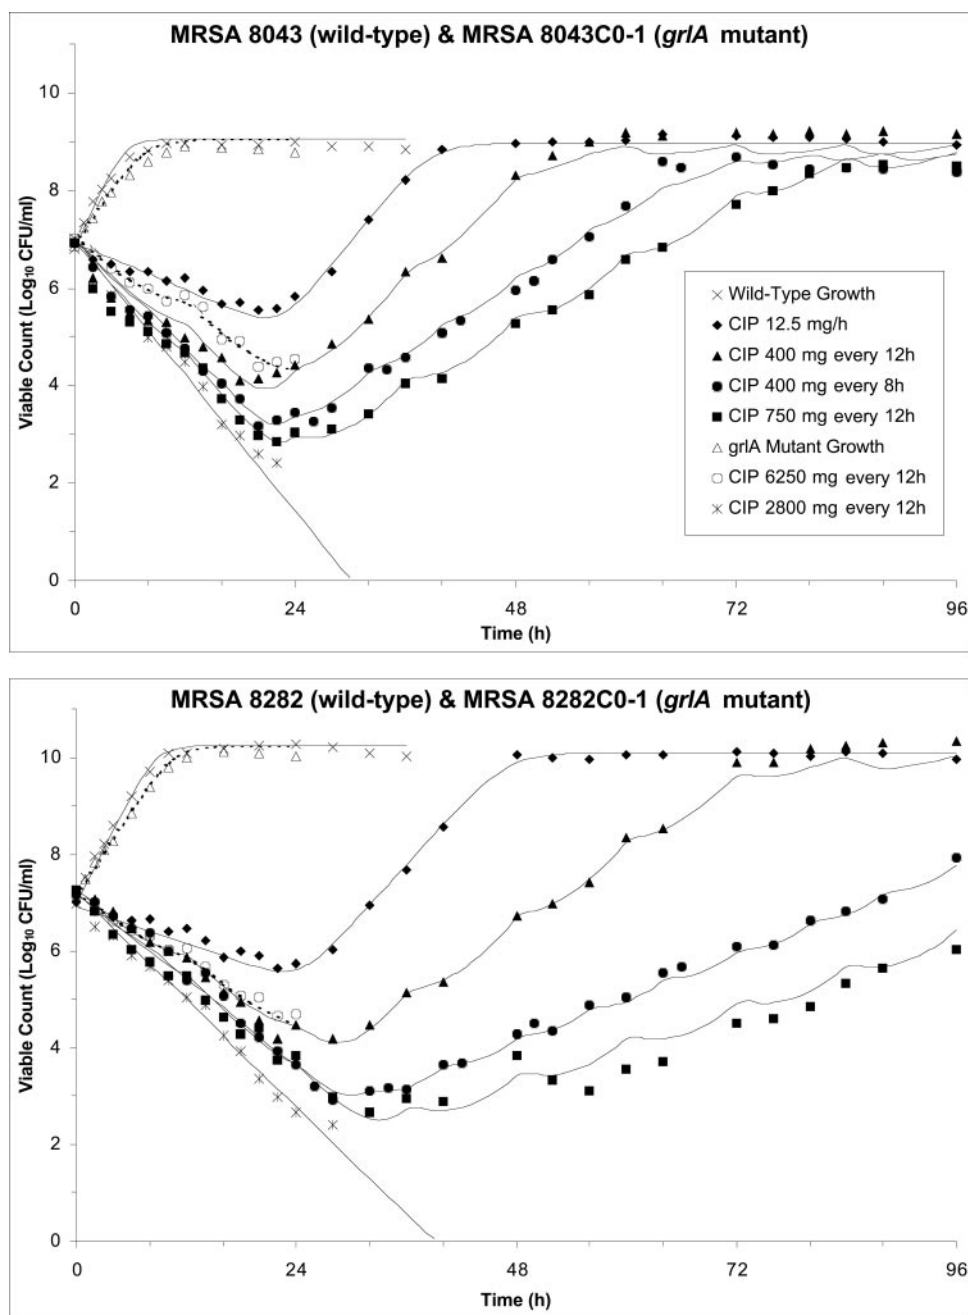 MRSA 8043 (wild-type) & MRSA 8043C0-1 (grlA mutant)
10
8
6
4
2
0
Viable Count (Log10 CFU/ml)
Wild-Type Growth
CIP 12.5 mg/h
CIP 400 mg every 12h
CIP 400 mg every 8h
CIP 750 mg every 12h
grlA Mutant Growth
CIP 6250 mg every 12h
CIP 2800 mg every 12h
0 24 48 72 96
Time (h)
MRSA 8282 (wild-type) & MRSA 8282C0-1 (grlA mutant)
10
8
6
4
2
0
Viable Count (Log10 CFU/ml)
0 24 48 72 96
Time (h)